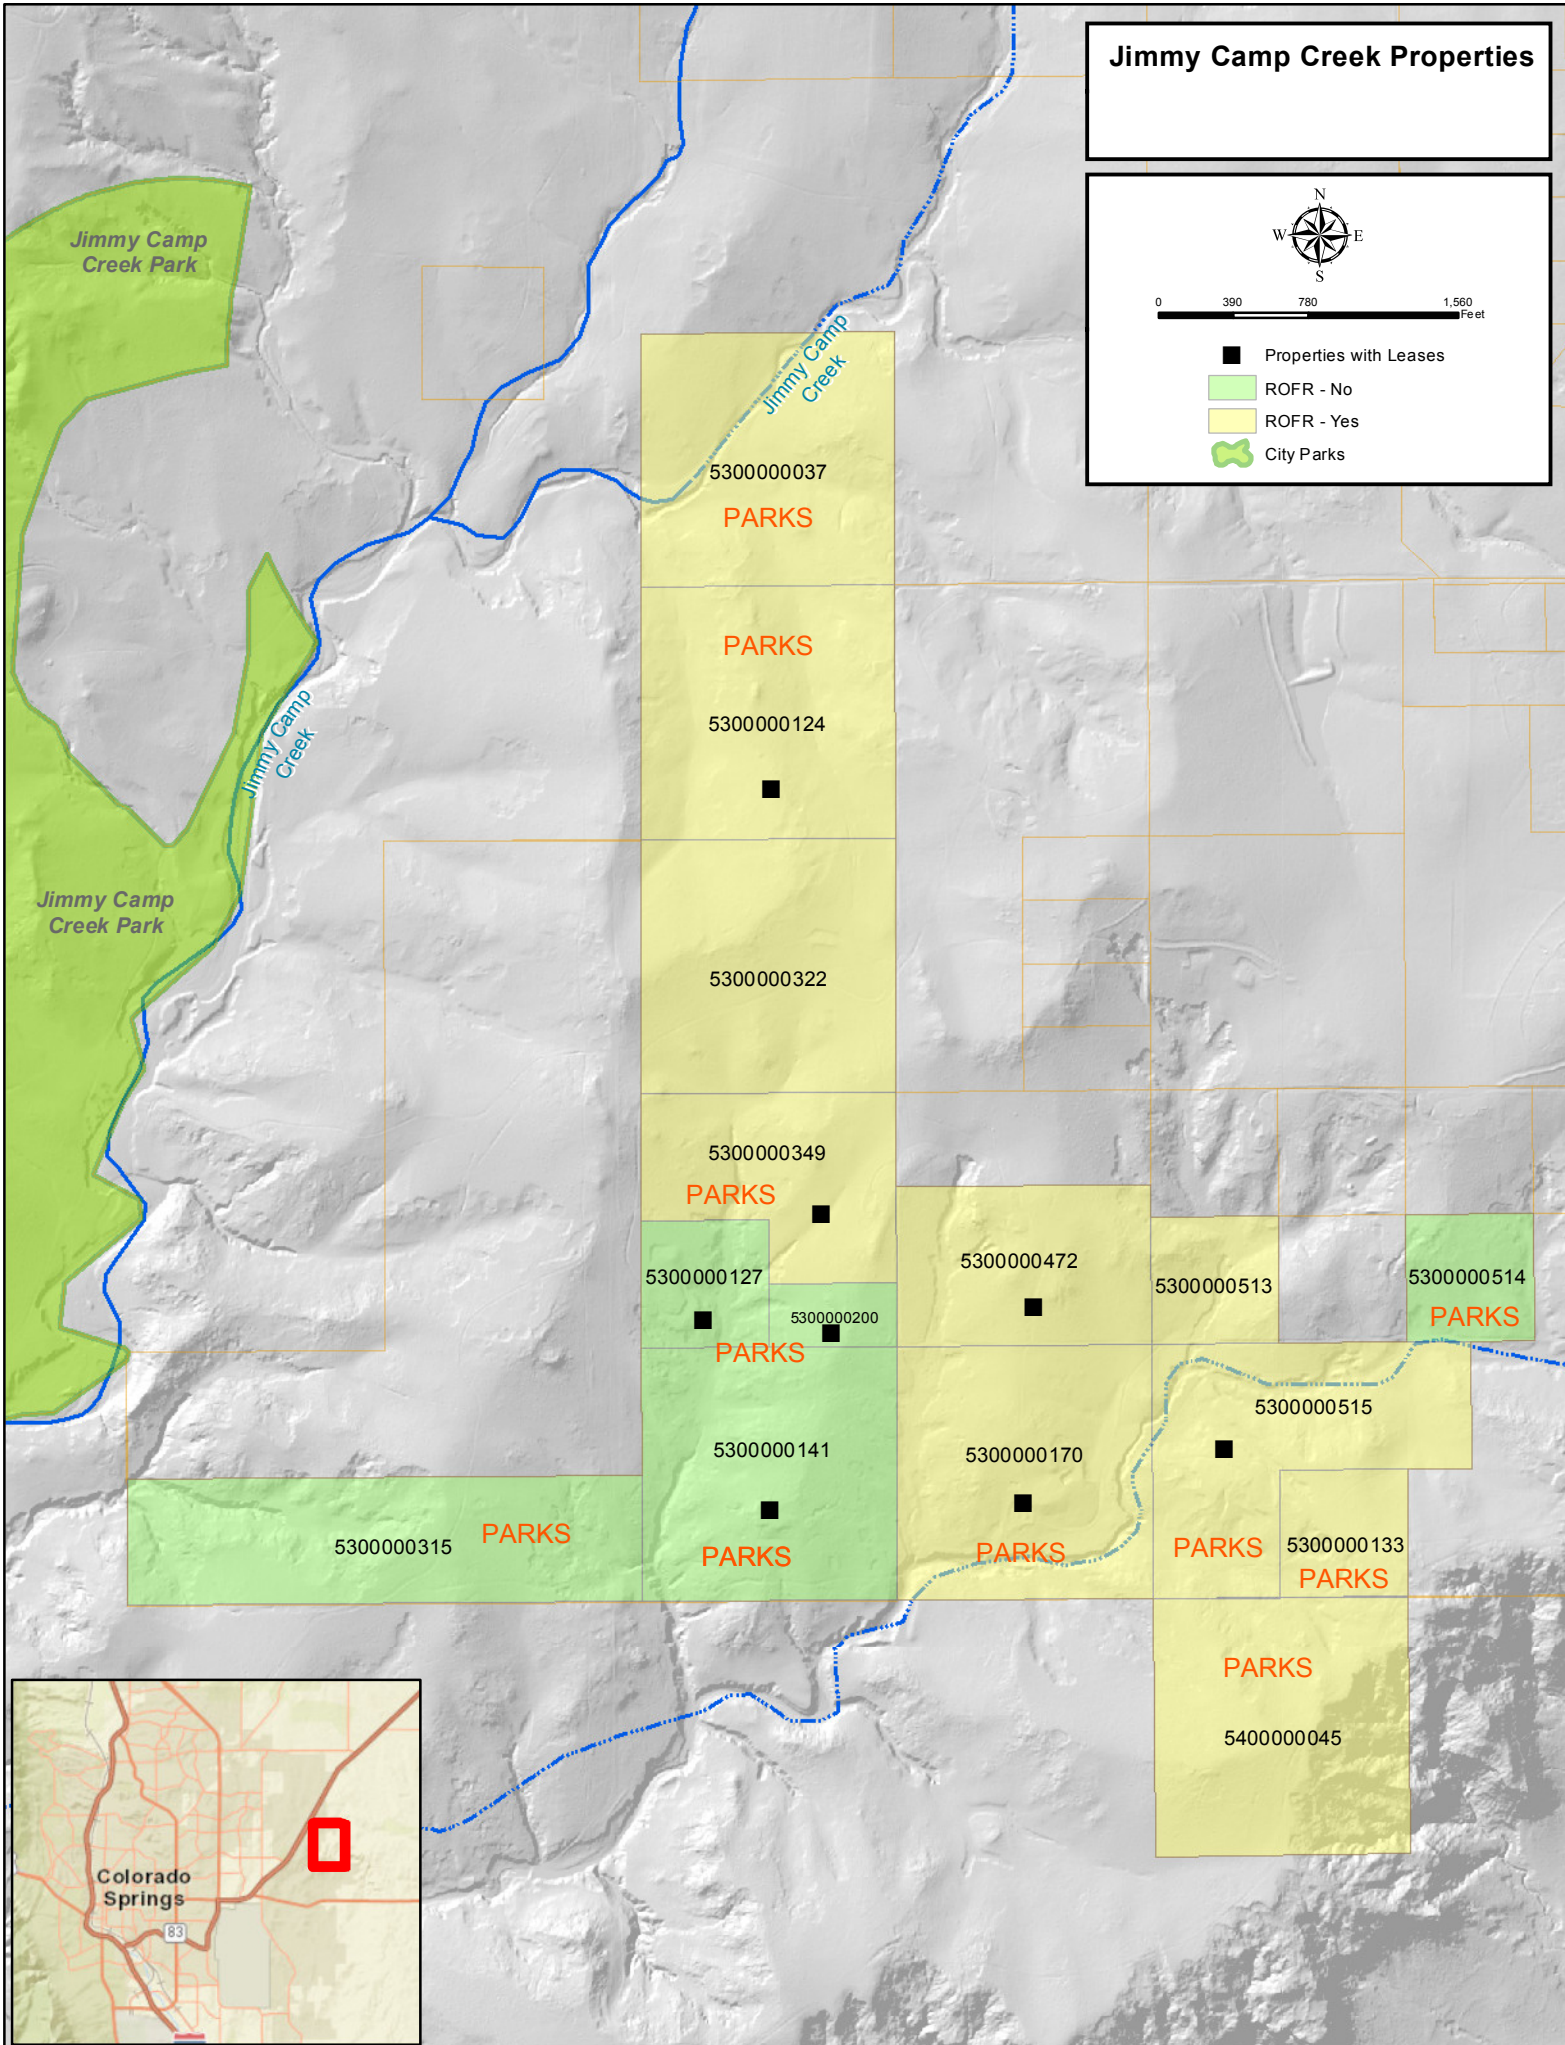 Jimmy Camp Creek Properties
N
W
E
S
0 390 780 1,560
Feet
Properties with Leases
ROFR - No
ROFR - Yes
City Parks
Jimmy Camp
Creek Park
Jimmy Camp
Creek
5300000037
PARKS
PARKS
5300000124
Jimmy Camp
Creek
Jimmy Camp
Creek Park
5300000322
5300000349
PARKS
5300000127
5300000200
PARKS
5300000472
5300000513
5300000514
PARKS
5300000141
PARKS
5300000170
PARKS
5300000515
PARKS
5300000133
PARKS
5300000315
PARKS
PARKS
5400000045
Colorado
Springs
83